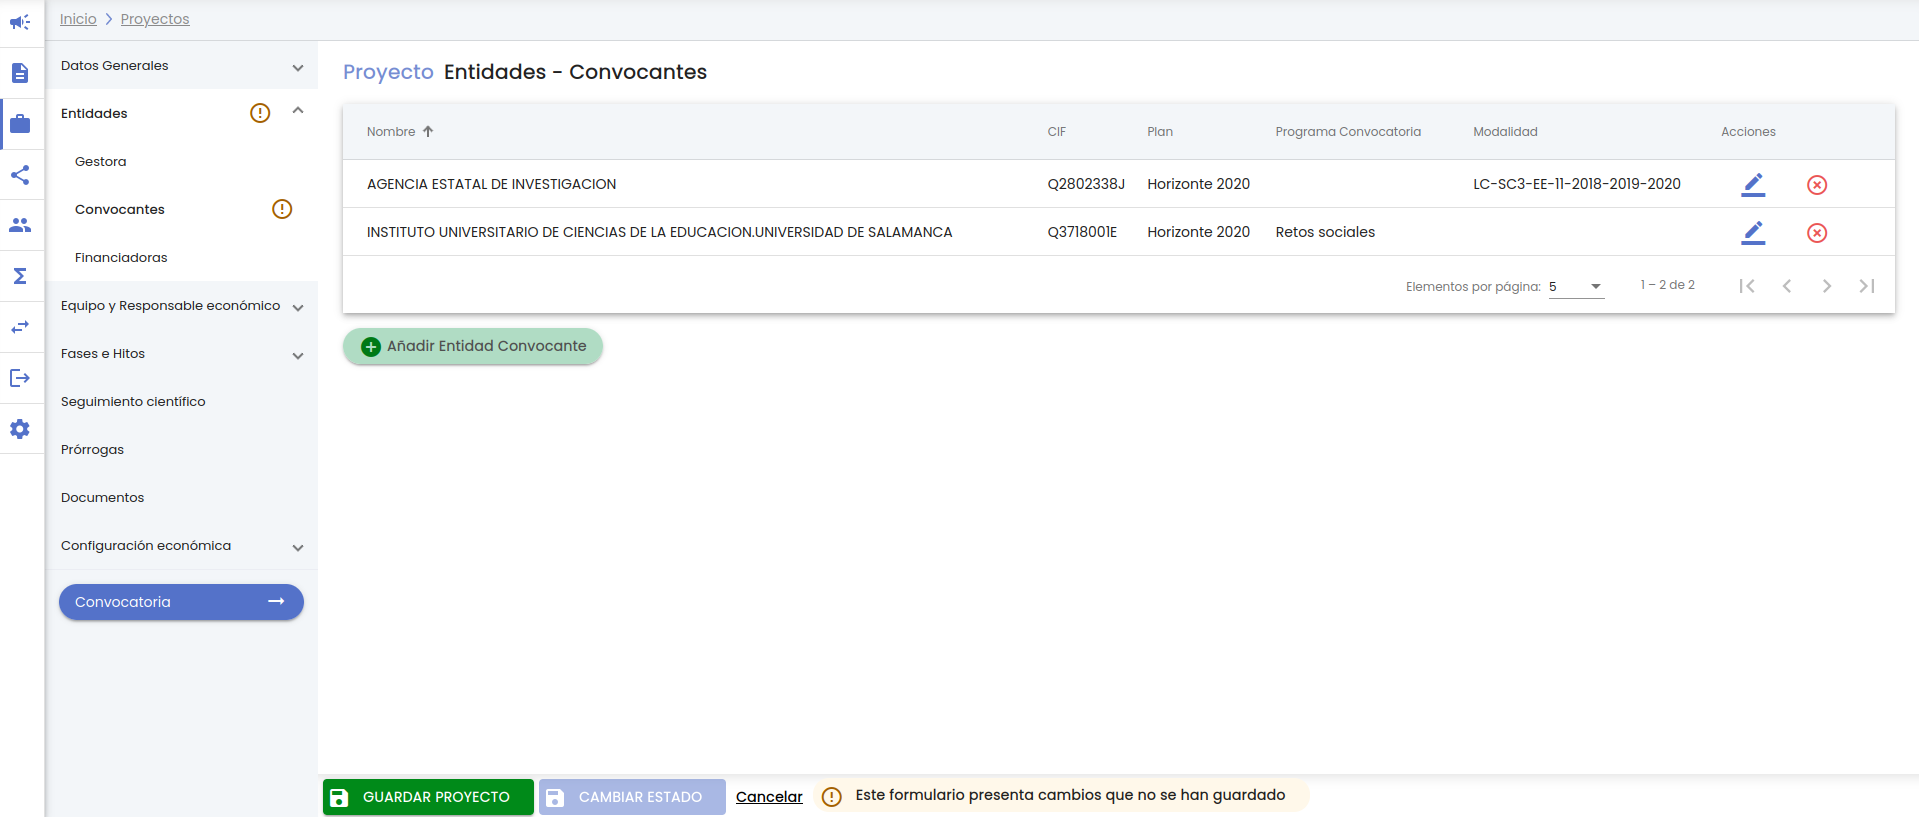 Inicio > Proyectos
Datos Generales
Entidades
Gestora
Convocantes
Financiadoras
Equipo y Responsable económico
Fases e Hitos
Seguimiento científico
Prórrogas
Documentos
Configuración económica
Convocatoria
Proyecto Entidades - Convocantes
Nombre CIF Plan Programa Convocatoria Modalidad Acciones
AGENCIA ESTATAL DE INVESTIGACION Q2802338J Horizonte 2020 LC-SC3-EE-11-2018-2019-2020
INSTITUTO UNIVERSITARIO DE CIENCIAS DE LA EDUCACION.UNIVERSIDAD DE SALAMANCA Q3718001E Horizonte 2020 Retos sociales
Elementos por página: 5 1 – 2 de 2
Añadir Entidad Convocante
GUARDAR PROYECTO CAMBIAR ESTADO Cancelar Este formulario presenta cambios que no se han guardado